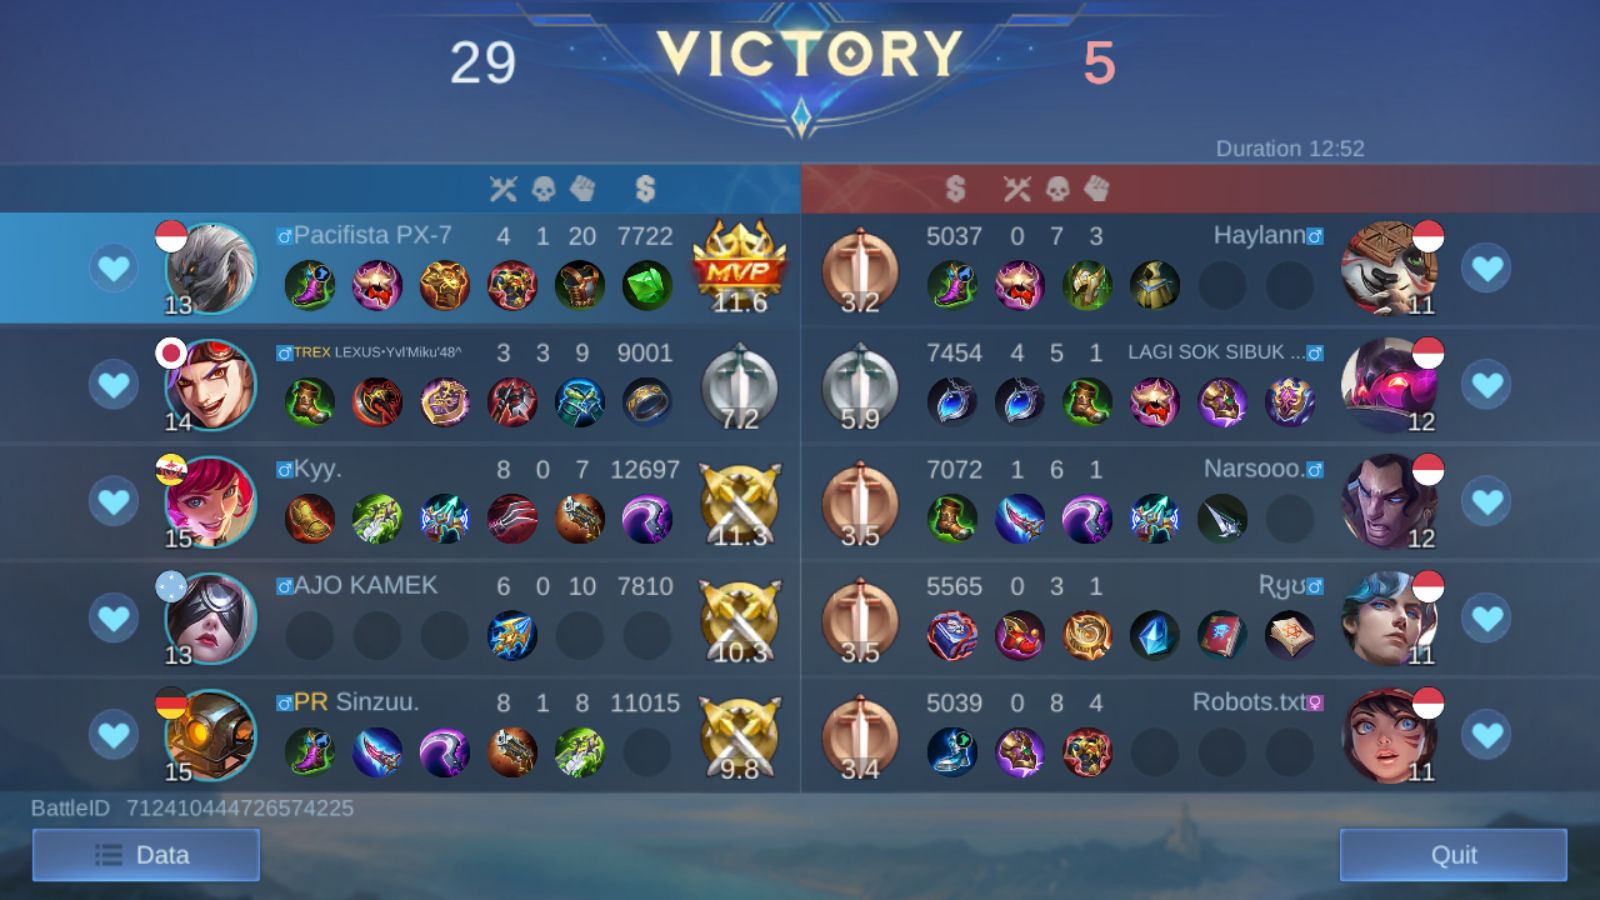 29 VICTORY 5
Duration 12:52
Pacifista PX-7 4 1 20 7722
13 MVP 11.6
5037 0 7 3 Haylann
3.2 11
TREX LEXUS•Yvl'Miku'48^ 3 3 9 9001
14 7.2
7454 4 5 1 LAGI SOK SIBUK ...
5.9 12
Kyy. 8 0 7 12697
15 11.3
7072 1 6 1 Narsooo.
3.5 12
AJO KAMEK 6 0 10 7810
13 10.3
5565 0 3 1 Ryu
3.5 11
PR Sinzuu. 8 1 8 11015
15 9.8
5039 0 8 4 Robots.txt
3.4 11
BattleID 712410444726574225
Data
Quit